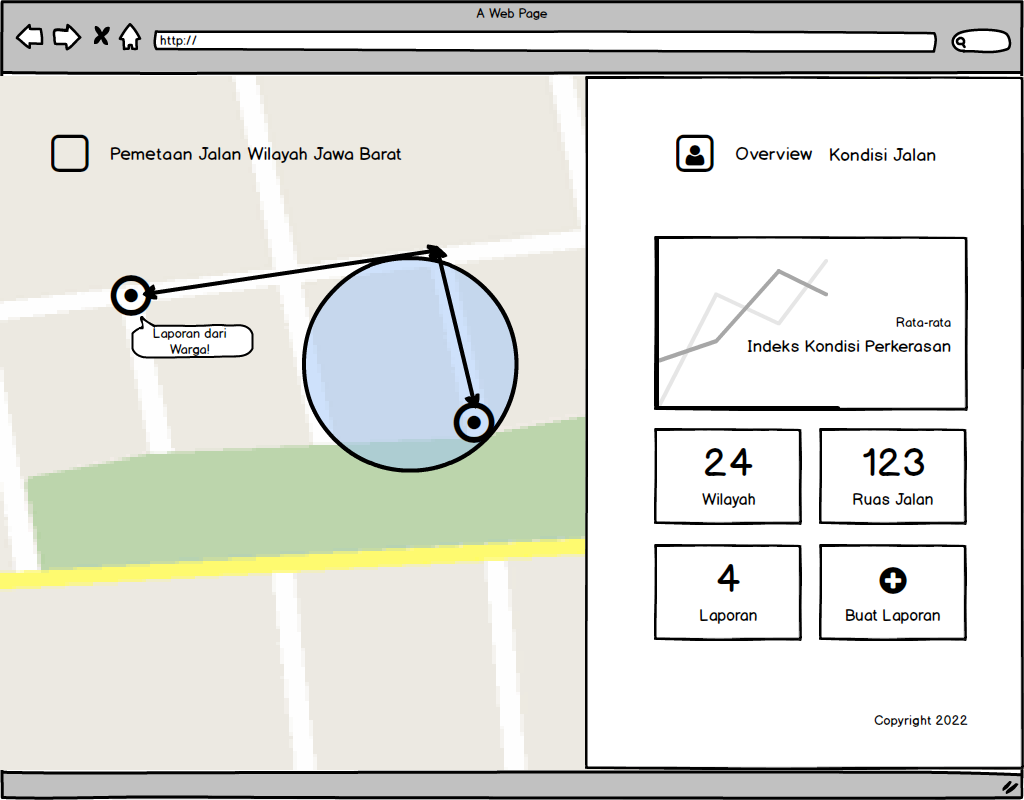 A Web Page
http://
Pemetaan Jalan Wilayah Jawa Barat
Laporan dari
Warga!
Overview Kondisi Jalan
Rata-rata
Indeks Kondisi Perkerasan
24
Wilayah
123
Ruas Jalan
4
Laporan
Buat Laporan
Copyright 2022